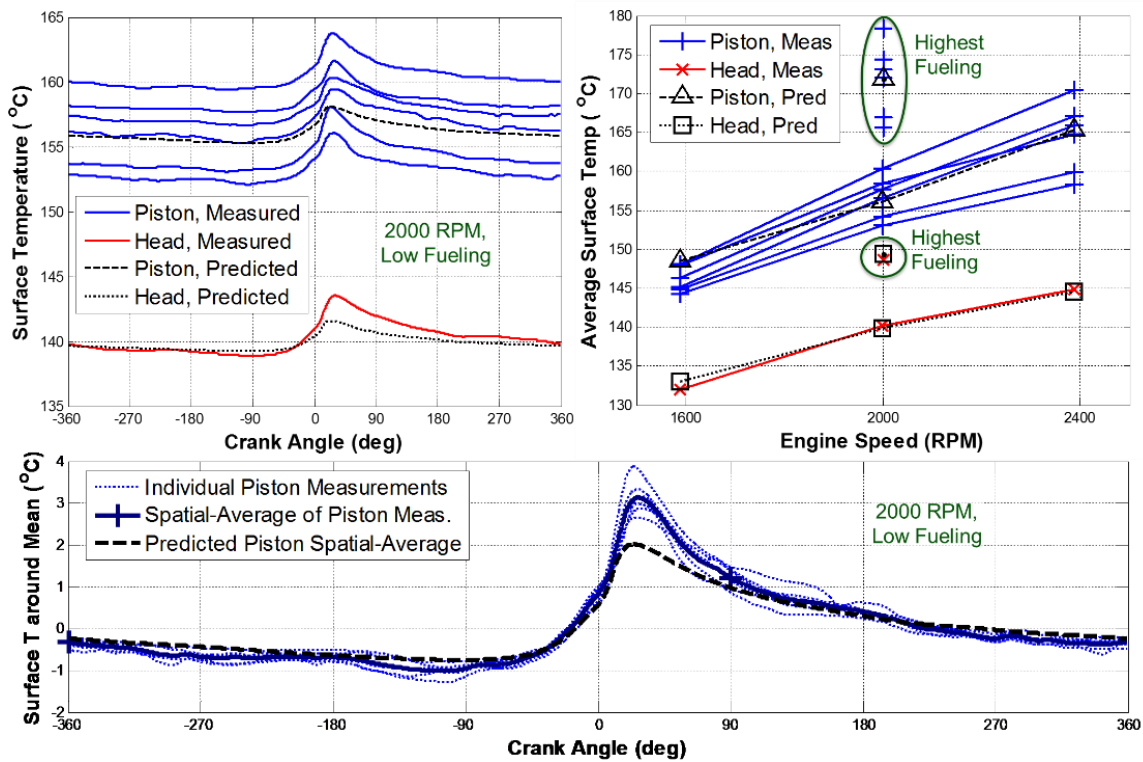 165
160
155
150
145
140
135
Surface Temperature ( °C)
Piston, Measured
Head, Measured
Piston, Predicted
Head, Predicted
2000 RPM,
Low Fueling
-360 -270 -180 -90 0 90 180 270 360
Crank Angle (deg)
180
175
170
165
160
155
150
145
140
135
130
Average Surface Temp ( °C)
Piston, Meas
Head, Meas
Piston, Pred
Head, Pred
Highest
Fueling
Highest
Fueling
1600 2000 2400
Engine Speed (RPM)
4
3
2
1
0
-1
-2
Surface T around Mean ( °C)
Individual Piston Measurements
Spatial-Average of Piston Meas.
Predicted Piston Spatial-Average
2000 RPM,
Low Fueling
-360 -270 -180 -90 0 90 180 270 360
Crank Angle (deg)